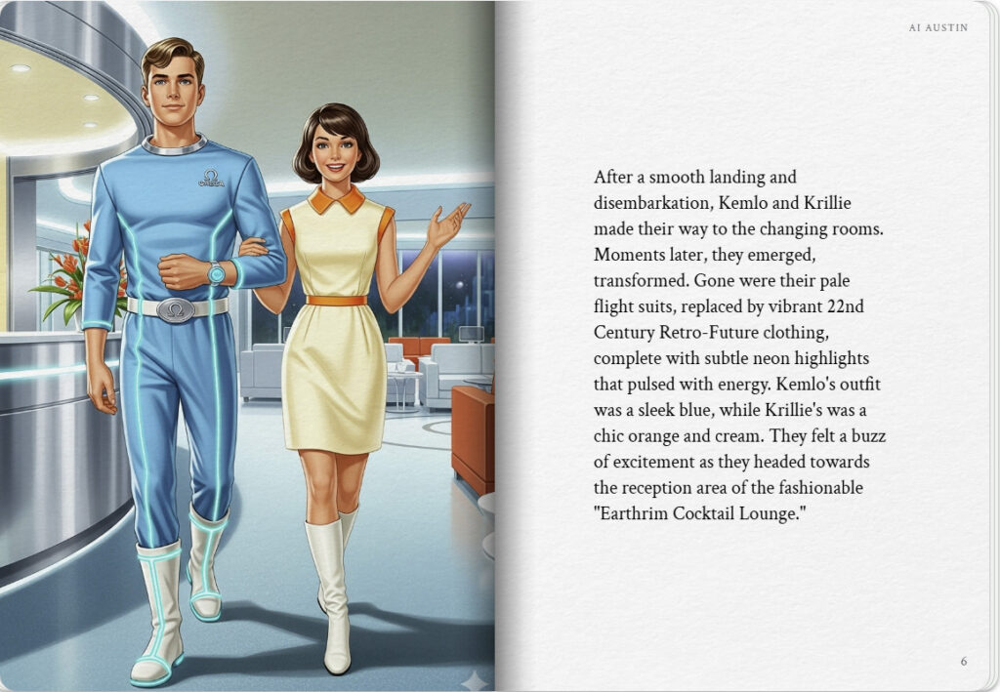 AI AUSTIN
After a smooth landing and
disembarkation, Kemlo and Krillie
made their way to the changing rooms.
Moments later, they emerged,
transformed. Gone were their pale
flight suits, replaced by vibrant 22nd
Century Retro-Future clothing,
complete with subtle neon highlights
that pulsed with energy. Kemlo's outfit
was a sleek blue, while Krillie's was a
chic orange and cream. They felt a buzz
of excitement as they headed towards
the reception area of the fashionable
"Earthrim Cocktail Lounge."
6